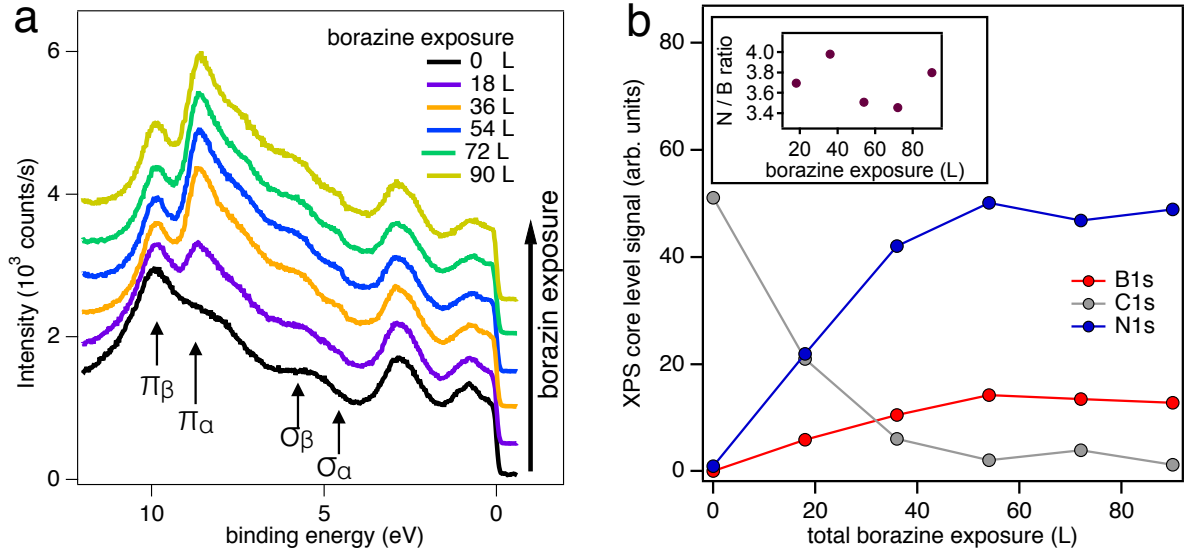 a
borazine exposure
0 L
18 L
36 L
54 L
72 L
90 L
6
4
2
0
Intensity (10³ counts/s)
πβ
πα
σβ
σα
borazin exposure
10
5
0
binding energy (eV)
b
80
60
40
20
0
XPS core level signal (arb. units)
4.0
3.8
3.6
3.4
N / B ratio
20 40 60 80
borazine exposure (L)
B1s
C1s
N1s
0 20 40 60 80
total borazine exposure (L)